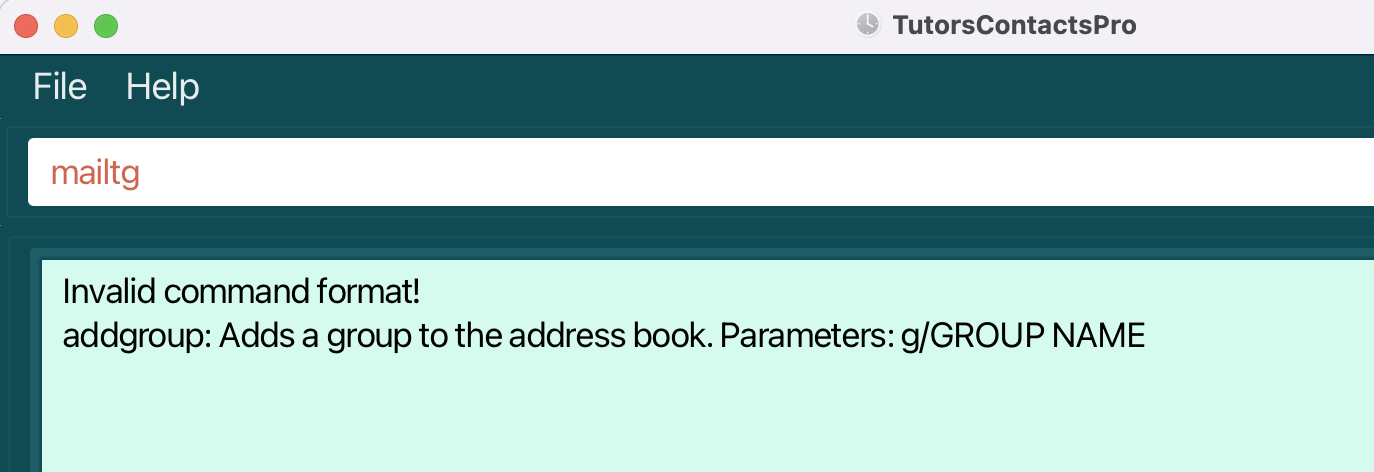 TutorsContactsPro
File Help
mailtg
Invalid command format!
addgroup: Adds a group to the address book. Parameters: g/GROUP NAME